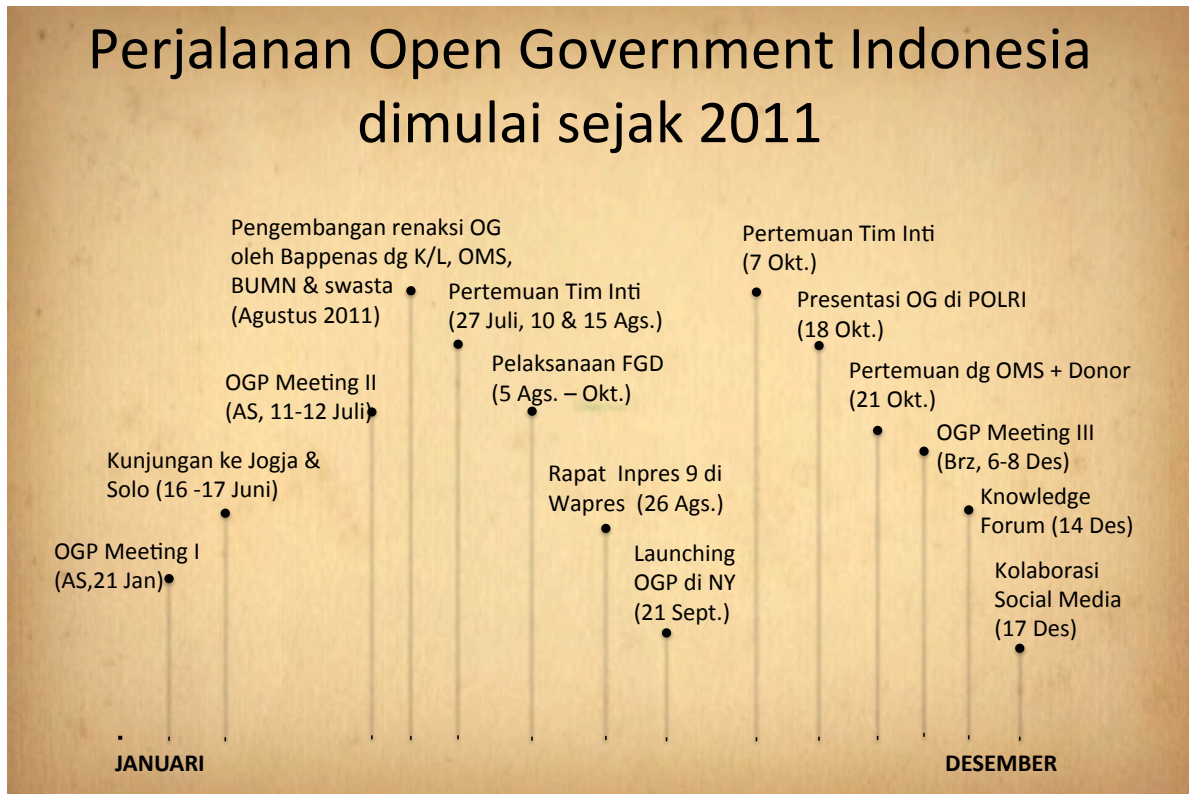 Perjalanan Open Government Indonesia
dimulai sejak 2011
Pengembangan renaksi OG
oleh Bappenas dg K/L, OMS,
BUMN & swasta
(Agustus 2011)
Pertemuan Tim Inti
(27 Juli, 10 & 15 Ags.)
Pelaksanaan FGD
(5 Ags. – Okt.)
OGP Meeting II
(AS, 11-12 Juli)
Kunjungan ke Jogja &
Solo (16 -17 Juni)
OGP Meeting I
(AS,21 Jan)
Rapat  Inpres 9 di
Wapres  (26 Ags.)
Launching
OGP di NY
(21 Sept.)
Pertemuan Tim Inti
(7 Okt.)
Presentasi OG di POLRI
(18 Okt.)
Pertemuan dg OMS + Donor
(21 Okt.)
OGP Meeting III
(Brz, 6-8 Des)
Knowledge
Forum (14 Des)
Kolaborasi
Social Media
(17 Des)
JANUARI
DESEMBER